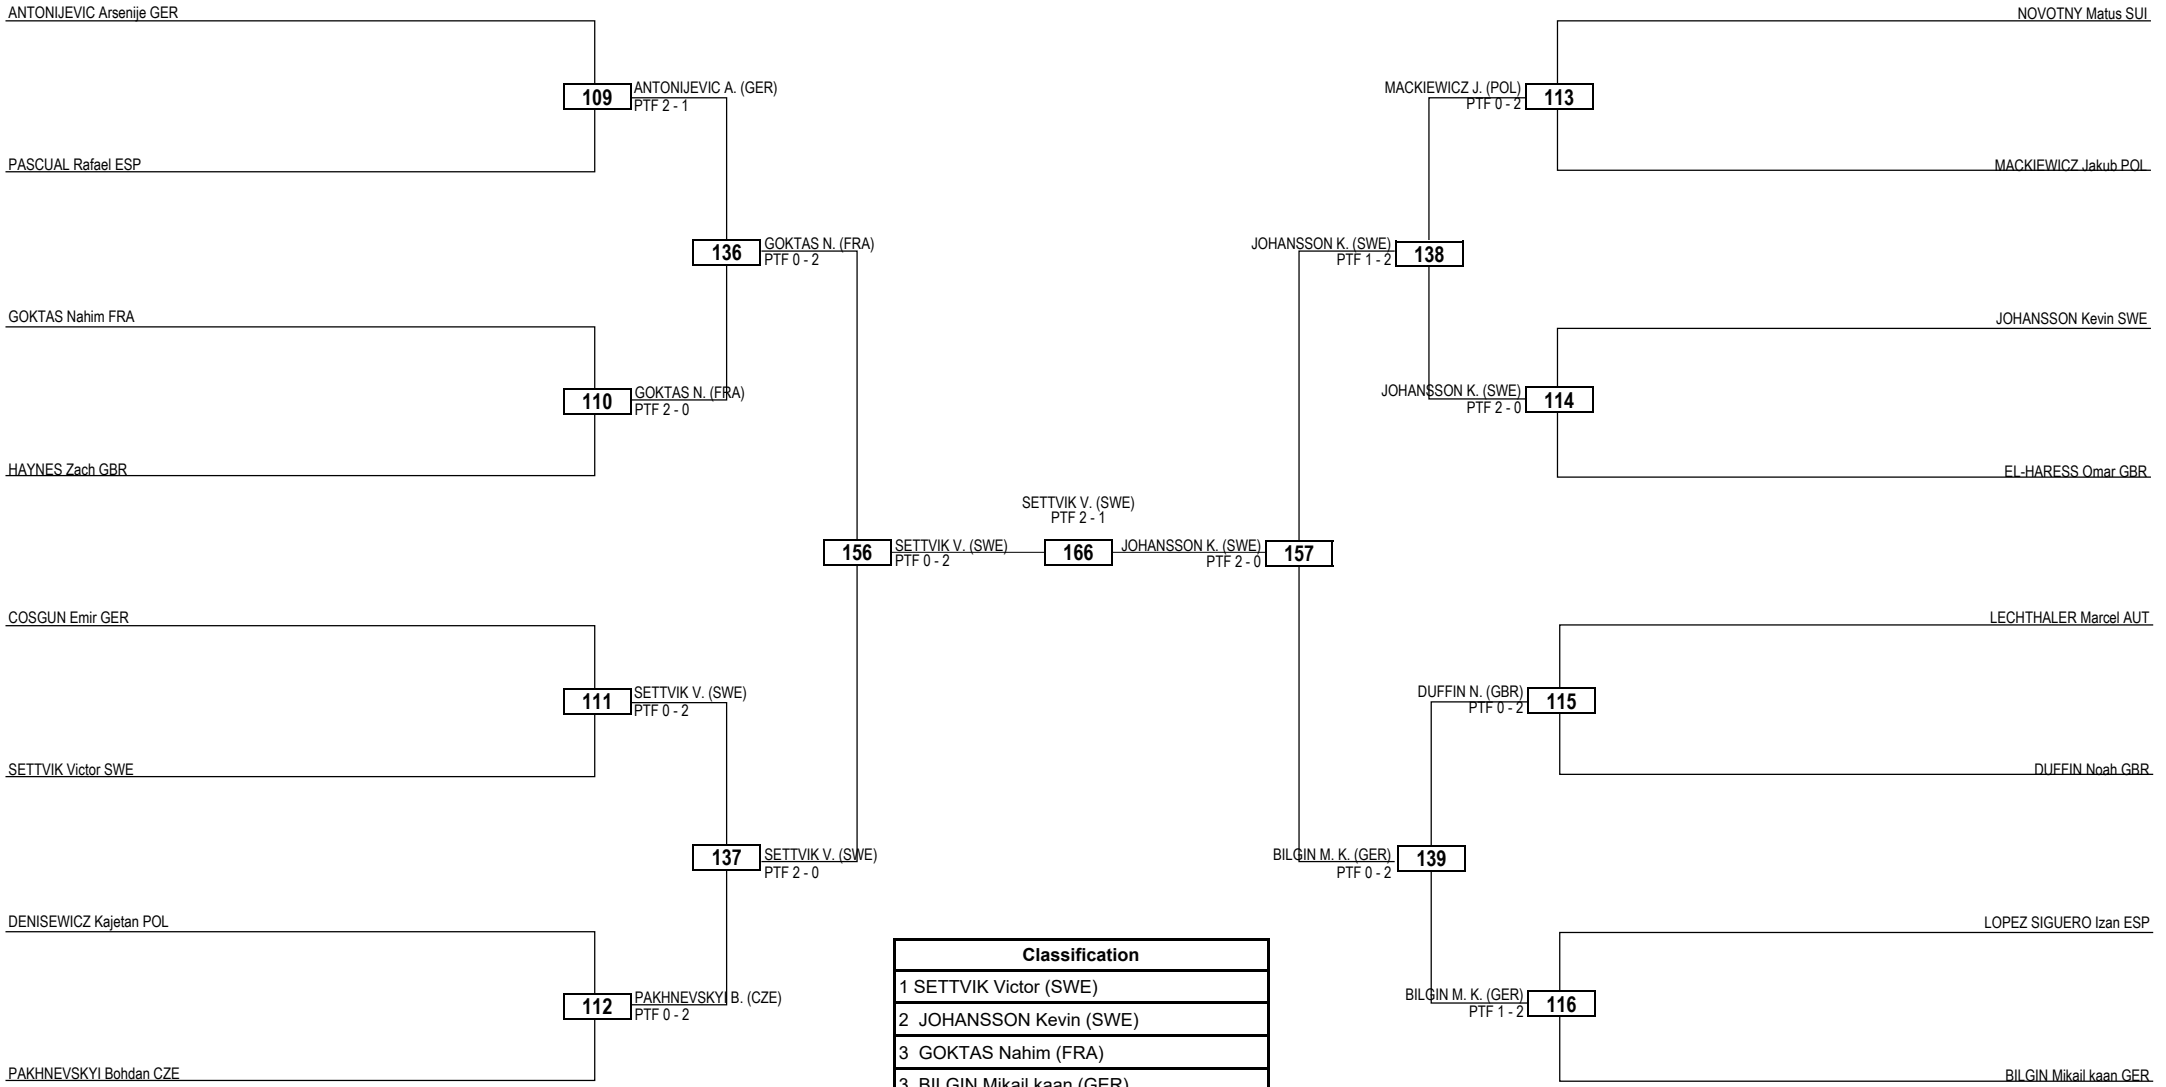 ANTONIJEVIC Arsenije GER
NOVOTNY Matus SUI
109
ANTONIJEVIC A. (GER)
PTF 2 - 1
MACKIEWICZ J. (POL)
PTF 0 - 2
113
PASCUAL Rafael ESP
MACKIEWICZ Jakub POL
136
GOKTAS N. (FRA)
PTF 0 - 2
JOHANSSON K. (SWE)
PTF 1 - 2
138
GOKTAS Nahim FRA
JOHANSSON Kevin SWE
110
GOKTAS N. (FRA)
PTF 2 - 0
JOHANSSON K. (SWE)
PTF 2 - 0
114
HAYNES Zach GBR
EL-HARESS Omar GBR
SETTVIK V. (SWE)
PTF 2 - 1
156
SETTVIK V. (SWE)
PTF 0 - 2
166
JOHANSSON K. (SWE)
PTF 2 - 0
157
COSGUN Emir GER
LECHTHALER Marcel AUT
111
SETTVIK V. (SWE)
PTF 0 - 2
DUFFIN N. (GBR)
PTF 0 - 2
115
SETTVIK Victor SWE
DUFFIN Noah GBR
137
SETTVIK V. (SWE)
PTF 2 - 0
BILGIN M. K. (GER)
PTF 0 - 2
139
DENISEWICZ Kajetan POL
LOPEZ SIGUERO Izan ESP
112
PAKHNEVSKYI B. (CZE)
PTF 0 - 2
BILGIN M. K. (GER)
PTF 1 - 2
116
PAKHNEVSKYI Bohdan CZE
BILGIN Mikail kaan GER
Classification
1 SETTVIK Victor (SWE)
2 JOHANSSON Kevin (SWE)
3 GOKTAS Nahim (FRA)
3 BILGIN Mikail kaan (GER)